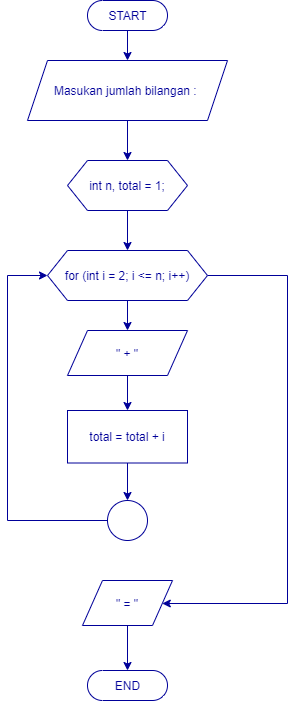 START
Masukan jumlah bilangan :
int n, total = 1;
for (int i = 2; i <= n; i++)
" + "
total = total + i
" = "
END